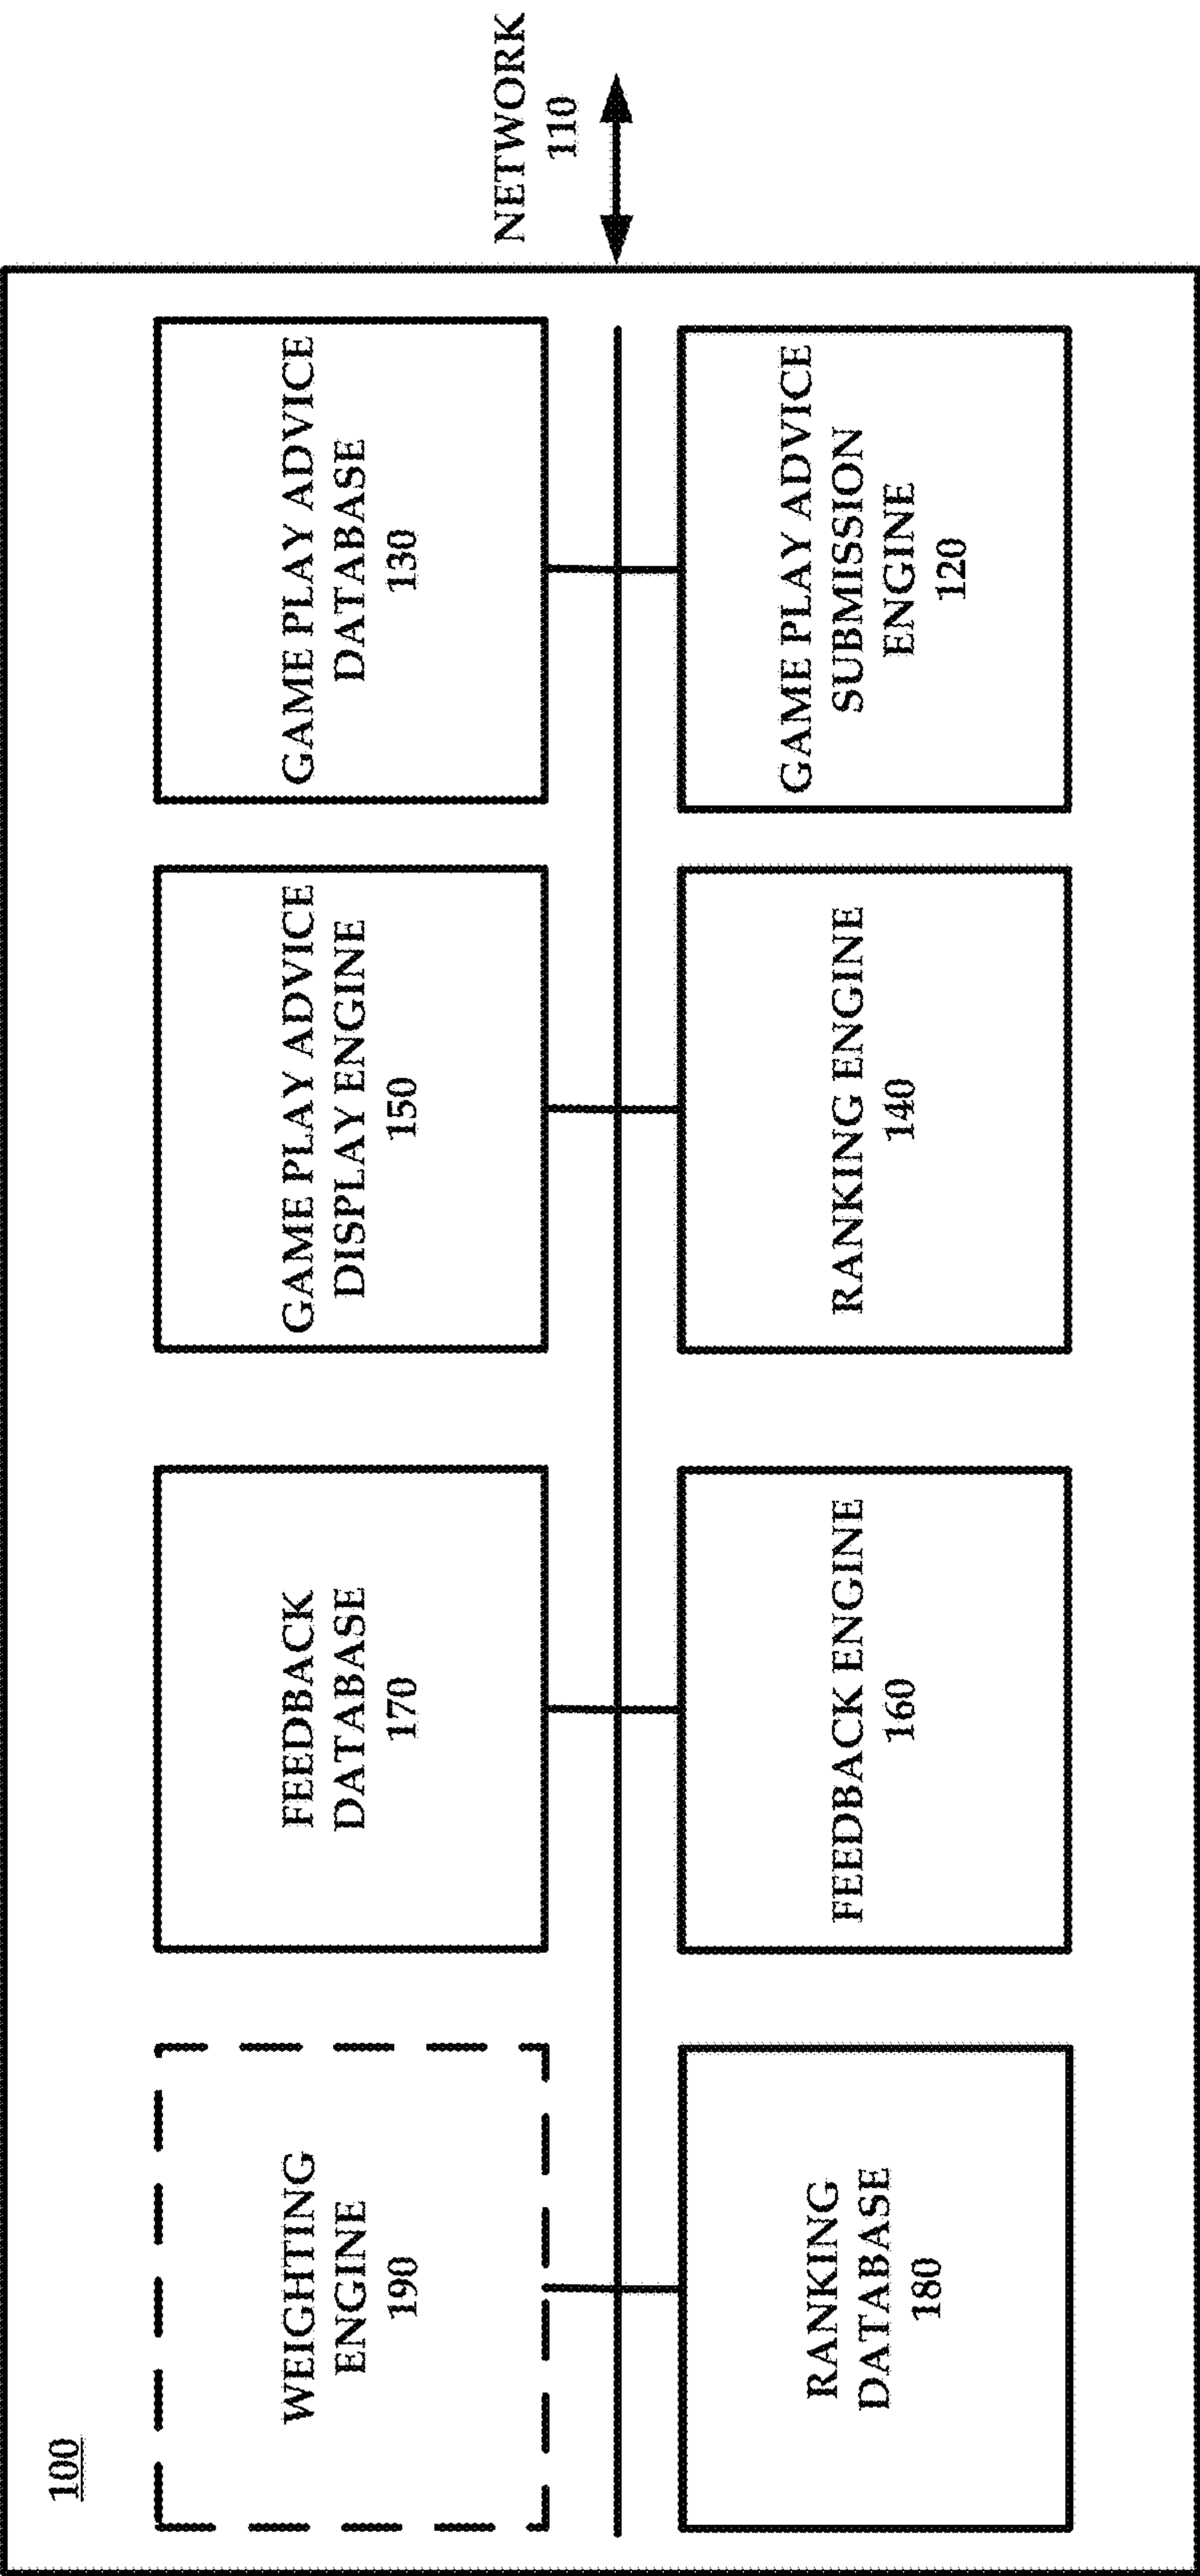 100
WEIGHTING
ENGINE
190
FEEDBACK
DATABASE
170
GAME PLAY ADVICE
DISPLAY ENGINE
150
GAME PLAY ADVICE
DATABASE
130
NETWORK
110
RANKING
DATABASE
180
FEEDBACK ENGINE
160
RANKING ENGINE
140
GAME PLAY ADVICE
SUBMISSION
ENGINE
120